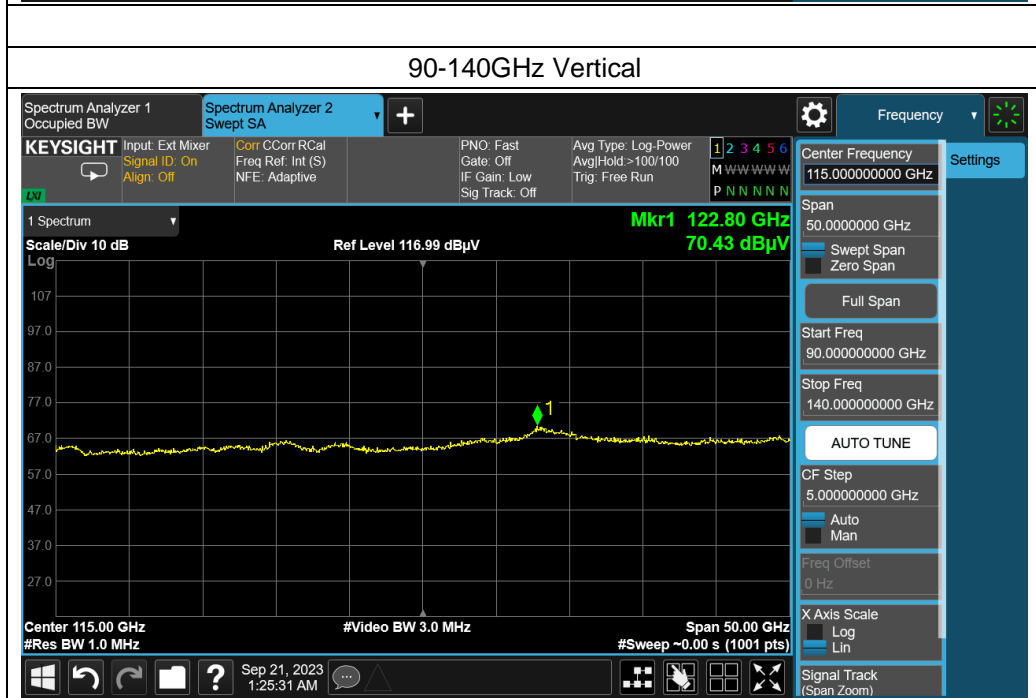 90-140GHz Vertical
Spectrum Analyzer 1
Occupied BW
Spectrum Analyzer 2
Swept SA
Frequency
KEYSIGHT
LXI
Input: Ext Mixer
Signal ID: On
Align: Off
Corr CCorr RCal
Freq Ref: Int (S)
NFE: Adaptive
PNO: Fast
Gate: Off
IF Gain: Low
Sig Track: Off
Avg Type: Log-Power
Avg|Hold:>100/100
Trig: Free Run
1 2 3 4 5 6
M W W W W W
P N N N N N
Center Frequency
115.000000000 GHz
Settings
1 Spectrum
Mkr1 122.80 GHz
Scale/Div 10 dB
Ref Level 116.99 dBµV
70.43 dBµV
Log
107
97.0
87.0
77.0
67.0
57.0
47.0
37.0
27.0
1
Center 115.00 GHz
#Video BW 3.0 MHz
Span 50.00 GHz
#Res BW 1.0 MHz
#Sweep ~0.00 s (1001 pts)
Span
50.0000000 GHz
Swept Span
Zero Span
Full Span
Start Freq
90.000000000 GHz
Stop Freq
140.000000000 GHz
AUTO TUNE
CF Step
5.000000000 GHz
Auto
Man
Freq Offset
0 Hz
X Axis Scale
Log
Lin
Signal Track
(Span Zoom)
?
Sep 21, 2023
1:25:31 AM